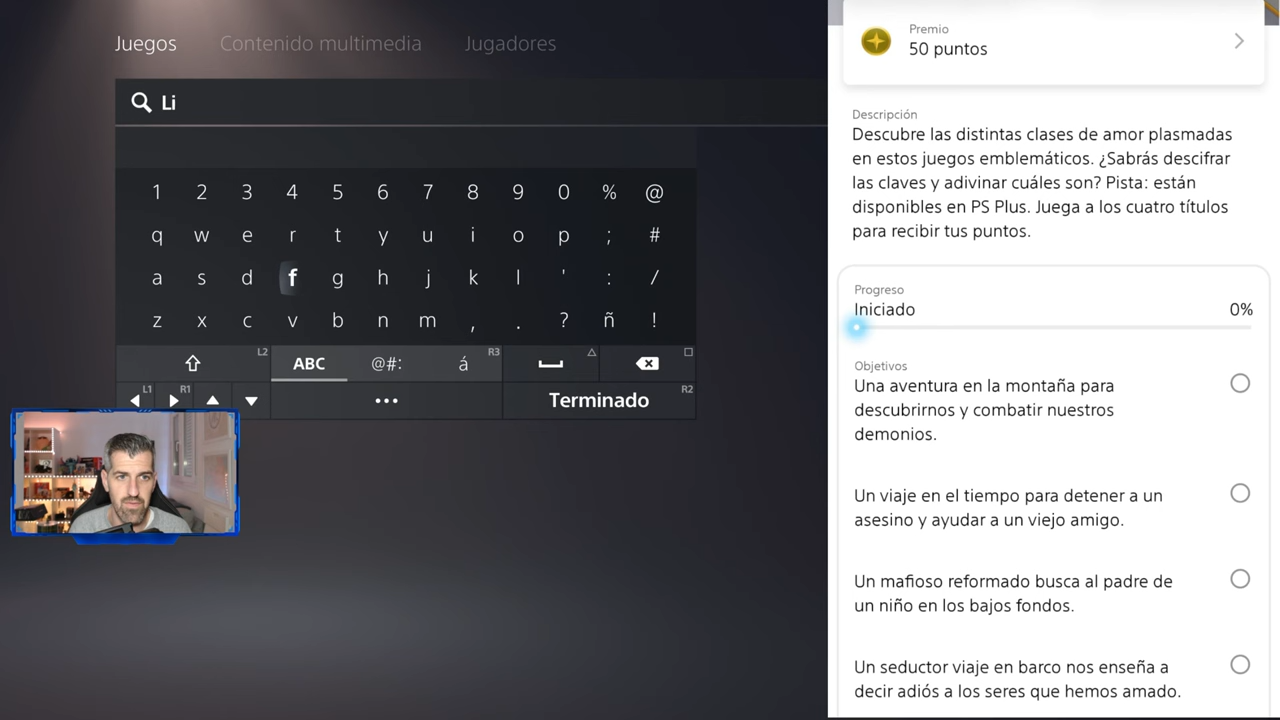 Juegos Contenido multimedia Jugadores
Li
1 2 3 4 5 6 7 8 9 0 % @
q w e r t y u i o p ; #
a s d f g h j k l ' : /
z x c v b n m , . ? ñ !
L2 ABC @#: á R3
L1 R1 ... Terminado R2
Premio
50 puntos
Descripción
Descubre las distintas clases de amor plasmadas
en estos juegos emblemáticos. ¿Sabrás descifrar
las claves y adivinar cuáles son? Pista: están
disponibles en PS Plus. Juega a los cuatro títulos
para recibir tus puntos.
Progreso
Iniciado 0%
Objetivos
Una aventura en la montaña para
descubrirnos y combatir nuestros
demonios.
Un viaje en el tiempo para detener a un
asesino y ayudar a un viejo amigo.
Un mafioso reformado busca al padre de
un niño en los bajos fondos.
Un seductor viaje en barco nos enseña a
decir adiós a los seres que hemos amado.